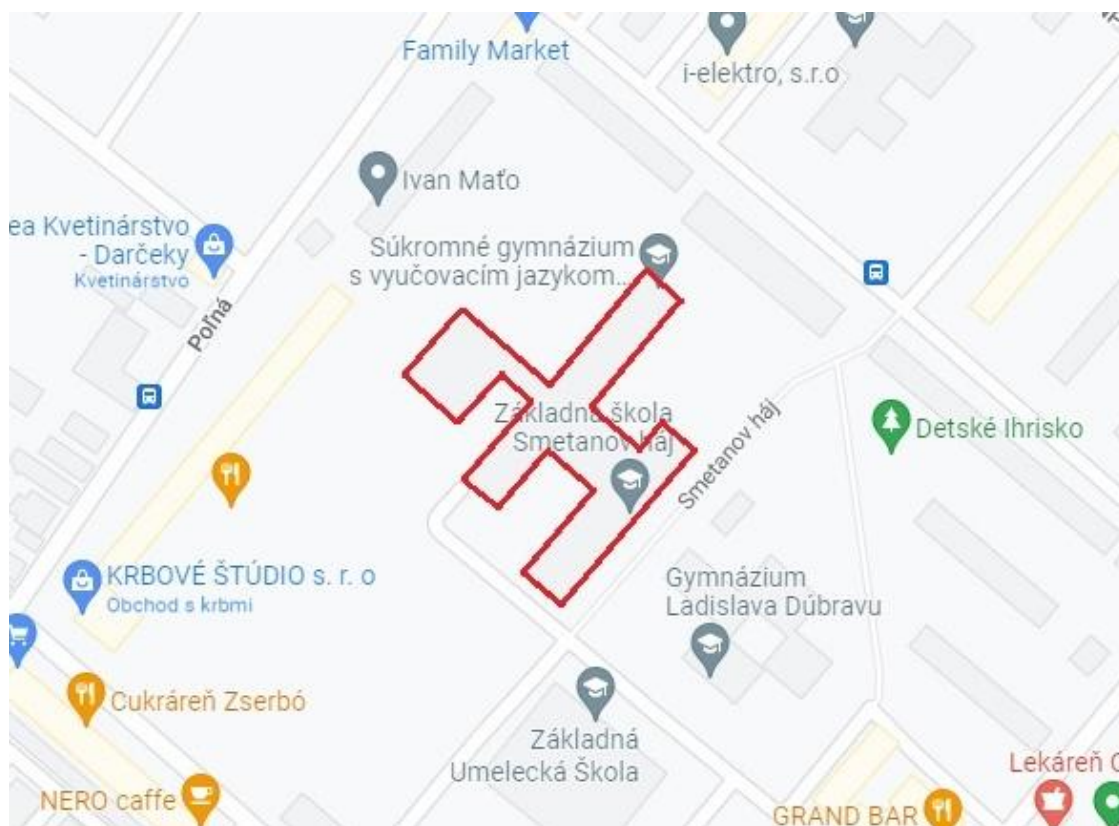 Family Market
i-elektro, s.r.o
Ivan Maťo
ea Kvetinárstvo
- Darčeky
Kvetinárstvo
Súkromné gymnázium
s vyučovacím jazykom...
Poľná
Základná škola
Smetanov háj
Smetanov háj
Detské Ihrisko
KRBOVÉ ŠTÚDIO s. r. o
Obchod s krbmi
Gymnázium
Ladislava Dúbravu
Cukráreň Zserbó
Základná
Umelecká Škola
NERO caffe
Lekáreň
GRAND BAR